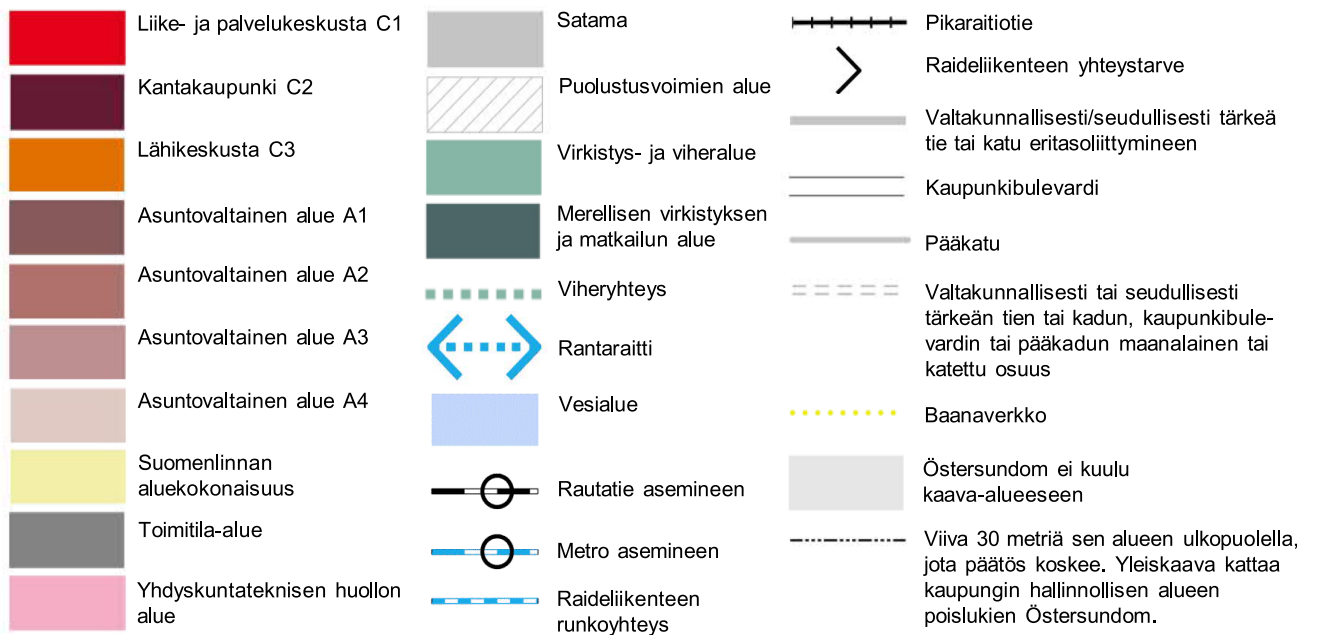 Liike- ja palvelukeskusta C1
Kantakaupunki C2
Lähikeskusta C3
Asuntovaltainen alue A1
Asuntovaltainen alue A2
Asuntovaltainen alue A3
Asuntovaltainen alue A4
Suomenlinnan
aluekokonaisuus
Toimitila-alue
Yhdyskuntateknisen huollon
alue
Satama
Puolustusvoimien alue
Virkistys- ja viheralue
Merellisen virkistyksen
ja matkailun alue
Viheryhteys
Rantaraitti
Vesialue
Rautatie asemineen
Metro asemineen
Raideliikenteen
runkoyhteys
Pikaraitiotie
Raideliikenteen yhteystarve
Valtakunnallisesti/seudullisesti tärkeä
tie tai katu eritasoliittymineen
Kaupunkibulevardi
Pääkatu
Valtakunnallisesti tai seudullisesti
tärkeän tien tai kadun, kaupunkibule-
vardin tai pääkadun maanalainen tai
katettu osuus
Baanaverkko
Östersundom ei kuulu
kaava-alueeseen
Viiva 30 metriä sen alueen ulkopuolella,
jota päätös koskee. Yleiskaava kattaa
kaupungin hallinnollisen alueen
poislukien Östersundom.